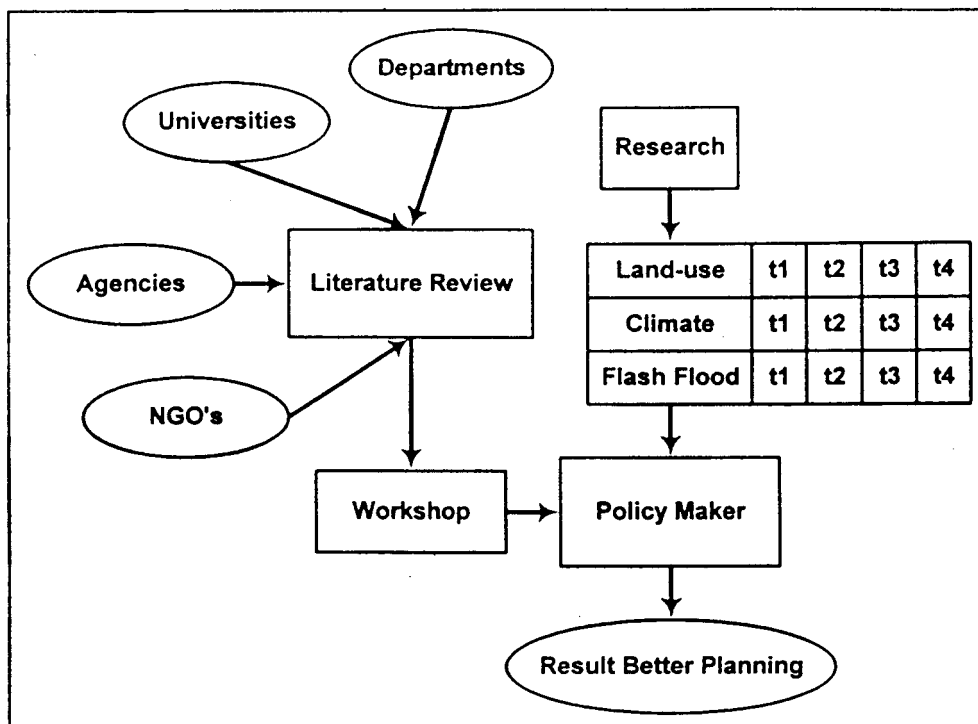 Departments
Universities
Research
Agencies
Literature Review
Land-use t1 t2 t3 t4
Climate t1 t2 t3 t4
Flash Flood t1 t2 t3 t4
NGO's
Workshop
Policy Maker
Result Better Planning